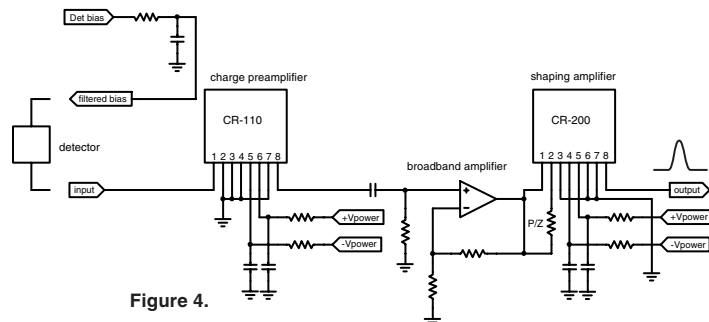 Det bias
filtered bias
detector
input
charge preamplifier
CR-110
1 2 3 4 5 6 7 8
+Vpower
-Vpower
broadband amplifier
+
−
P/Z
shaping amplifier
CR-200
1 2 3 4 5 6 7 8
output
+Vpower
-Vpower
Figure 4.